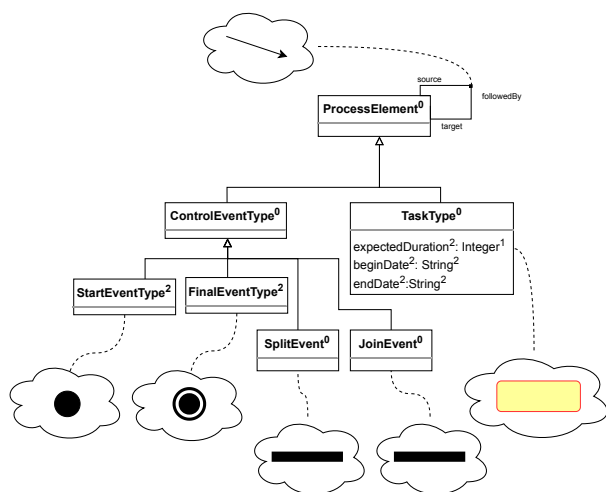 source
followedBy
ProcessElement⁰
target
ControlEventType⁰
TaskType⁰
expectedDuration²: Integer¹
beginDate²: String²
endDate²:String²
StartEventType²
FinalEventType²
SplitEvent⁰
JoinEvent⁰